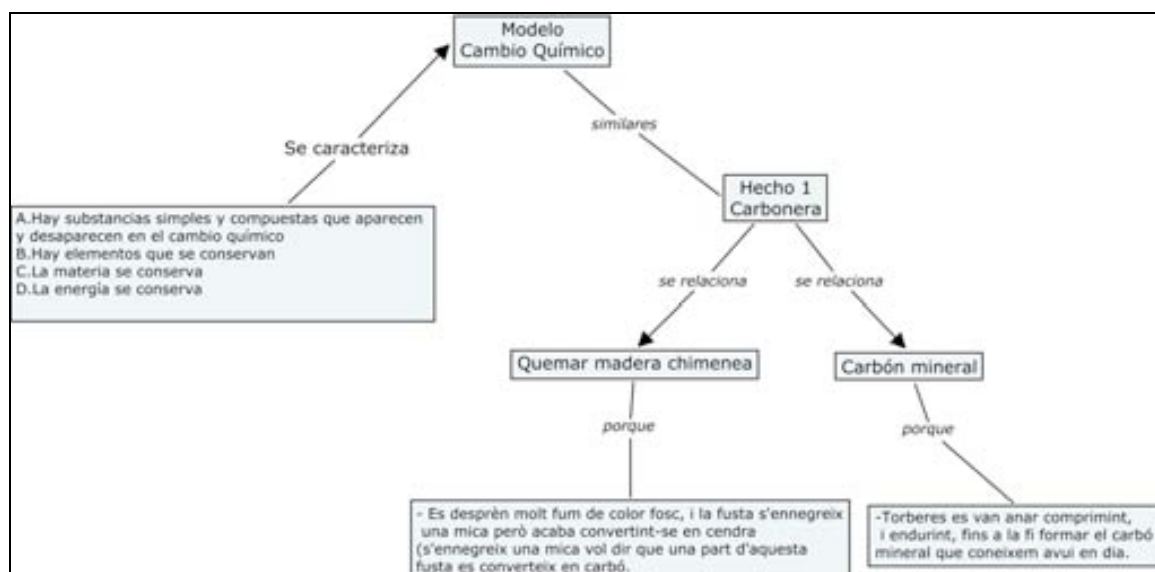 Modelo
Cambio Químico
similares
Se caracteriza
Hecho 1
Carbonera
A.Hay substancias simples y compuestas que aparecen
y desaparecen en el cambio químico
B.Hay elementos que se conservan
C.La materia se conserva
D.La energía se conserva
se relaciona
se relaciona
Quemar madera chimenea
Carbón mineral
porque
porque
- Es desprèn molt fum de color fosc, i la fusta s'ennegreix
una mica però acaba convertint-se en cendra
(s'ennegreix una mica vol dir que una part d'aquesta
fusta es converteix en carbó.
-Torberes es van anar comprimint,
i endurint, fins a la fi formar el carbó
mineral que coneixem avui en dia.